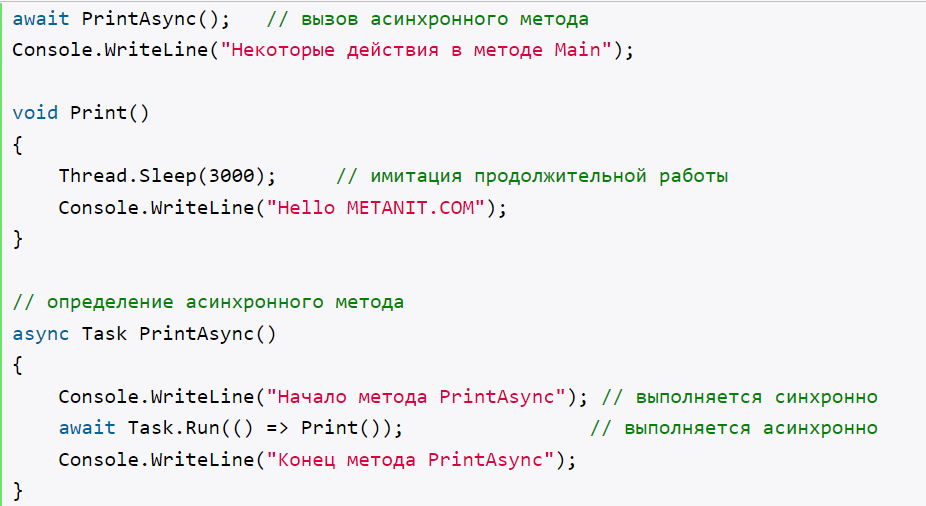 await PrintAsync();   // вызов асинхронного метода
Console.WriteLine("Некоторые действия в методе Main");

void Print()
{
    Thread.Sleep(3000);     // имитация продолжительной работы
    Console.WriteLine("Hello METANIT.COM");
}

// определение асинхронного метода
async Task PrintAsync()
{
    Console.WriteLine("Начало метода PrintAsync"); // выполняется синхронно
    await Task.Run(() => Print());                // выполняется асинхронно
    Console.WriteLine("Конец метода PrintAsync");
}